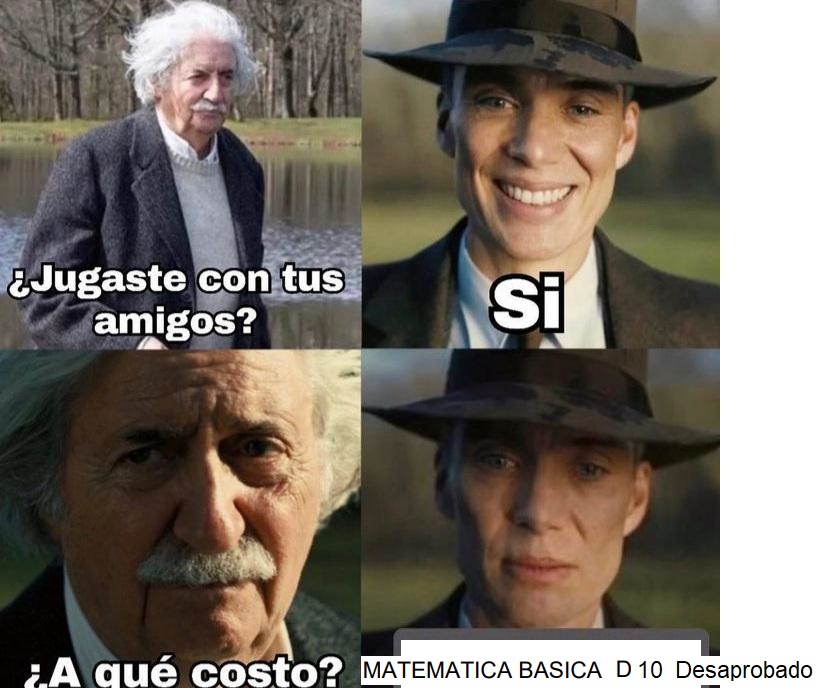 ¿Jugaste con tus
amigos?
Si
¿A qué costo?
MATEMATICA BASICA D 10 Desaprobado